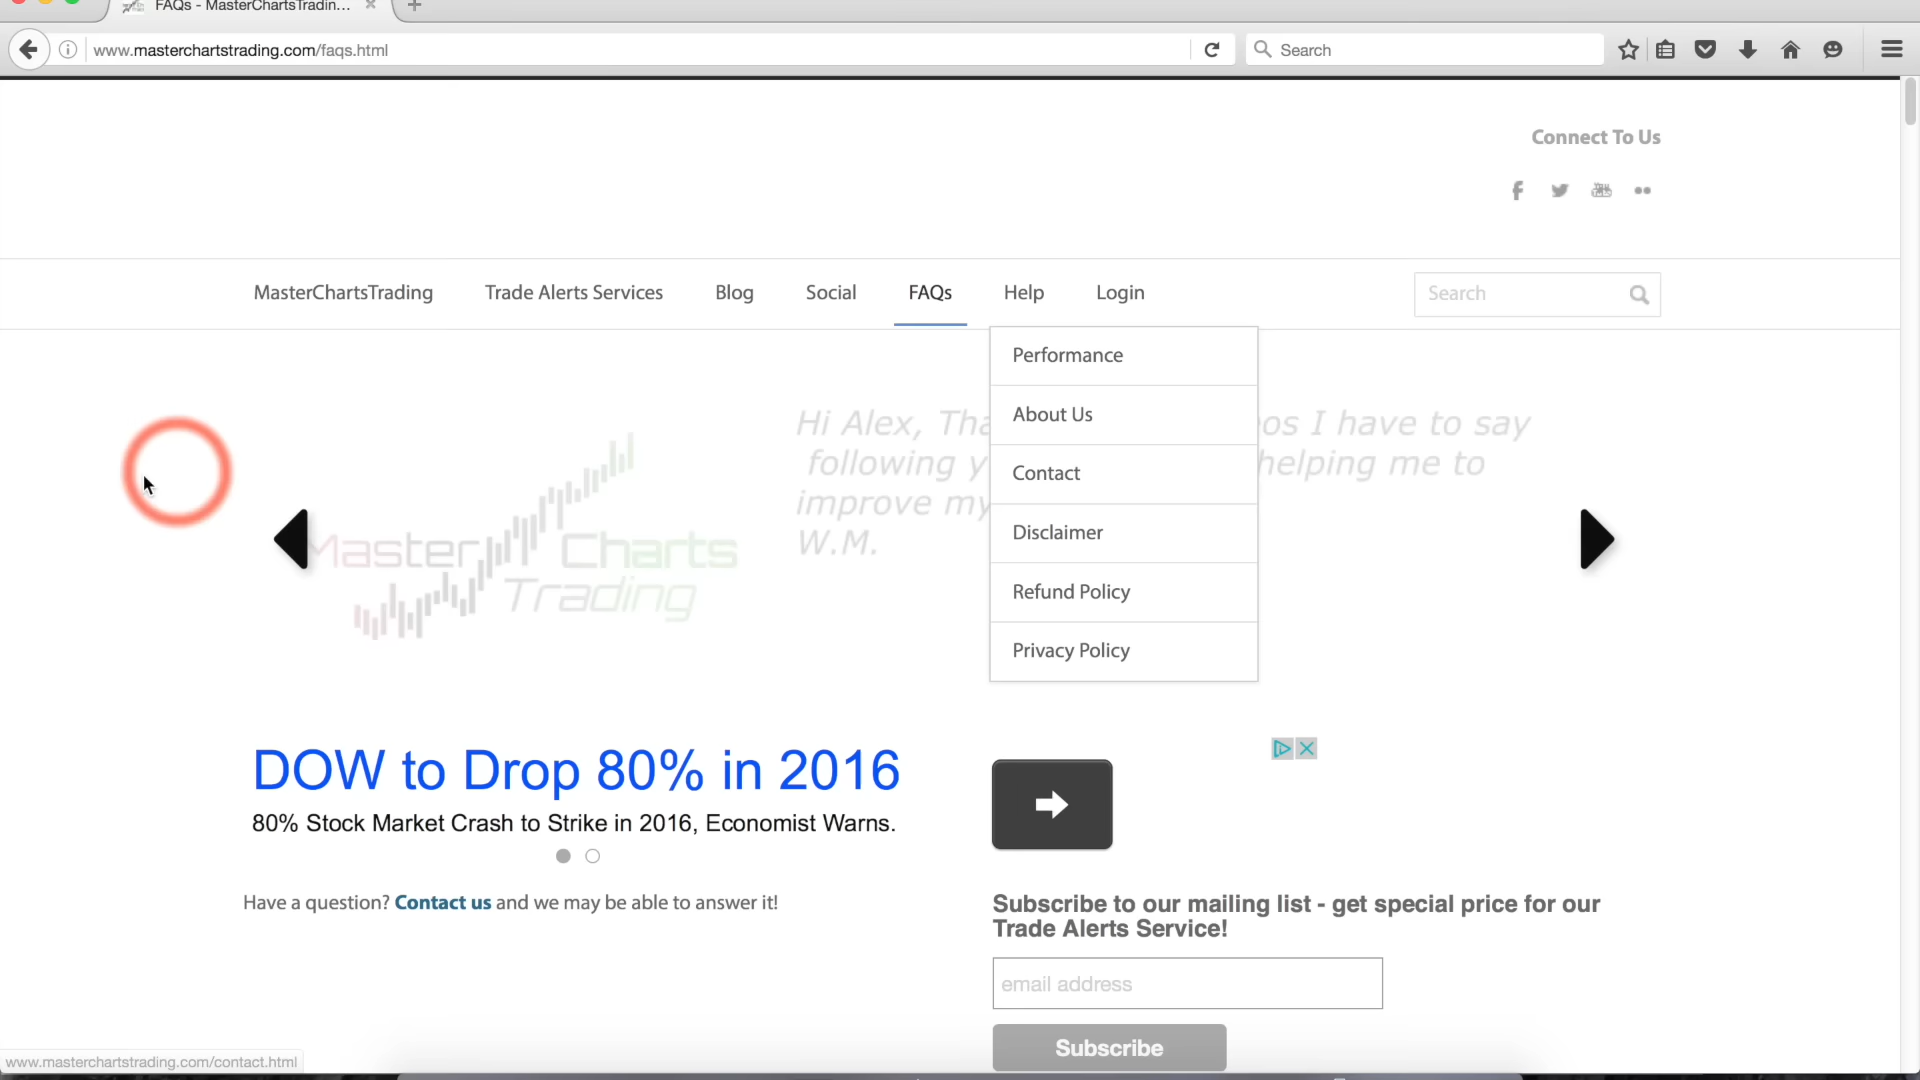 FAQs - MasterChartsTradin...
www.masterchartstrading.com/faqs.html
Search
Connect To Us
MasterChartsTrading Trade Alerts Services Blog Social FAQs Help Login
Search
Performance
About Us
Contact
Disclaimer
Refund Policy
Privacy Policy
Hi Alex, Tha os I have to say
following y helping me to
improve my
W.M.
Master Charts
Trading
DOW to Drop 80% in 2016
80% Stock Market Crash to Strike in 2016, Economist Warns.
Have a question? Contact us and we may be able to answer it!
Subscribe to our mailing list - get special price for our
Trade Alerts Service!
email address
Subscribe
www.masterchartstrading.com/contact.html